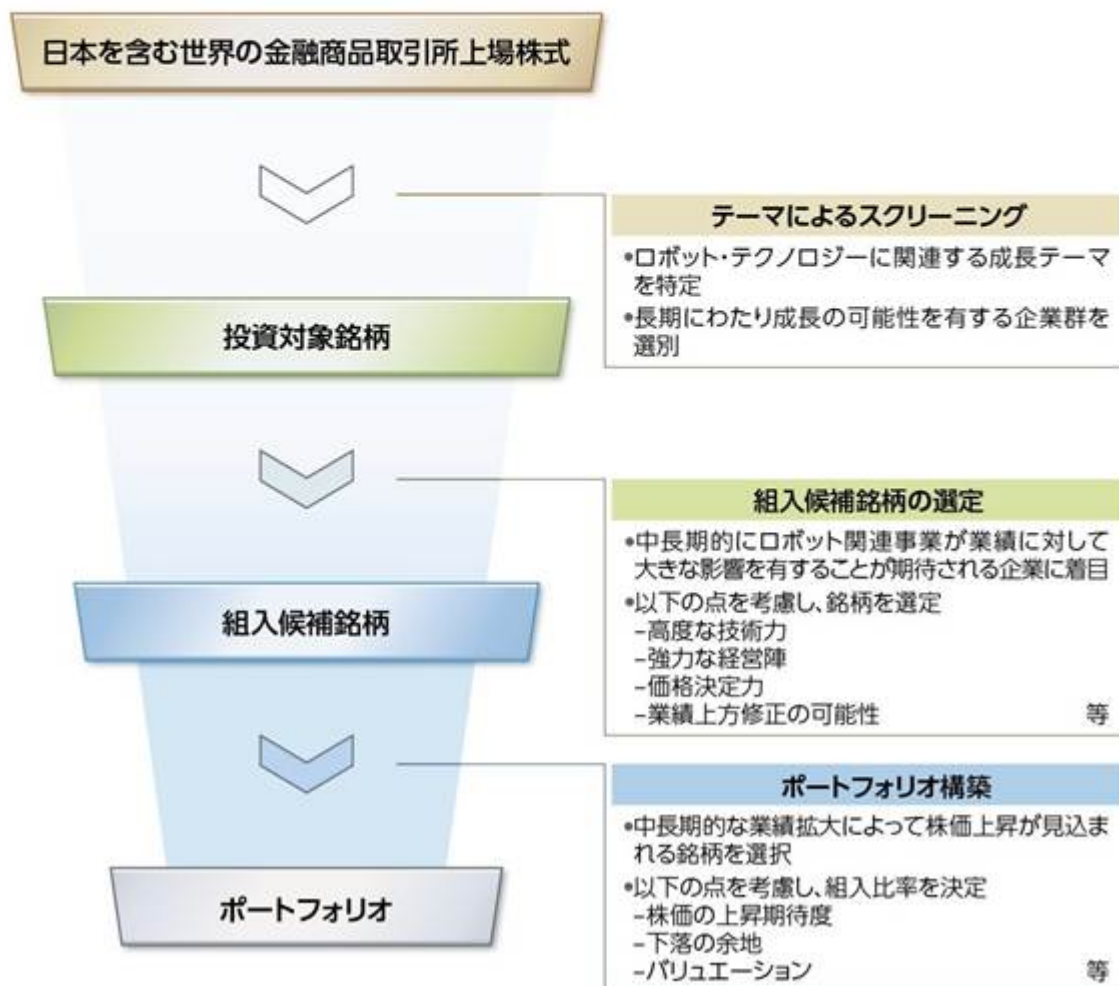 日本を含む世界の金融商品取引所上場株式
テーマによるスクリーニング
•ロボット・テクノロジーに関連する成長テーマ
を特定
•長期にわたり成長の可能性を有する企業群を
選別
投資対象銘柄
組入候補銘柄の選定
•中長期的にロボット関連事業が業績に対して
大きな影響を有することが期待される企業に着目
•以下の点を考慮し、銘柄を選定
–高度な技術力
–強力な経営陣
–価格決定力
–業績上方修正の可能性 等
組入候補銘柄
ポートフォリオ構築
•中長期的な業績拡大によって株価上昇が見込ま
れる銘柄を選択
•以下の点を考慮し、組入比率を決定
–株価の上昇期待度
–下落の余地
–バリュエーション 等
ポートフォリオ